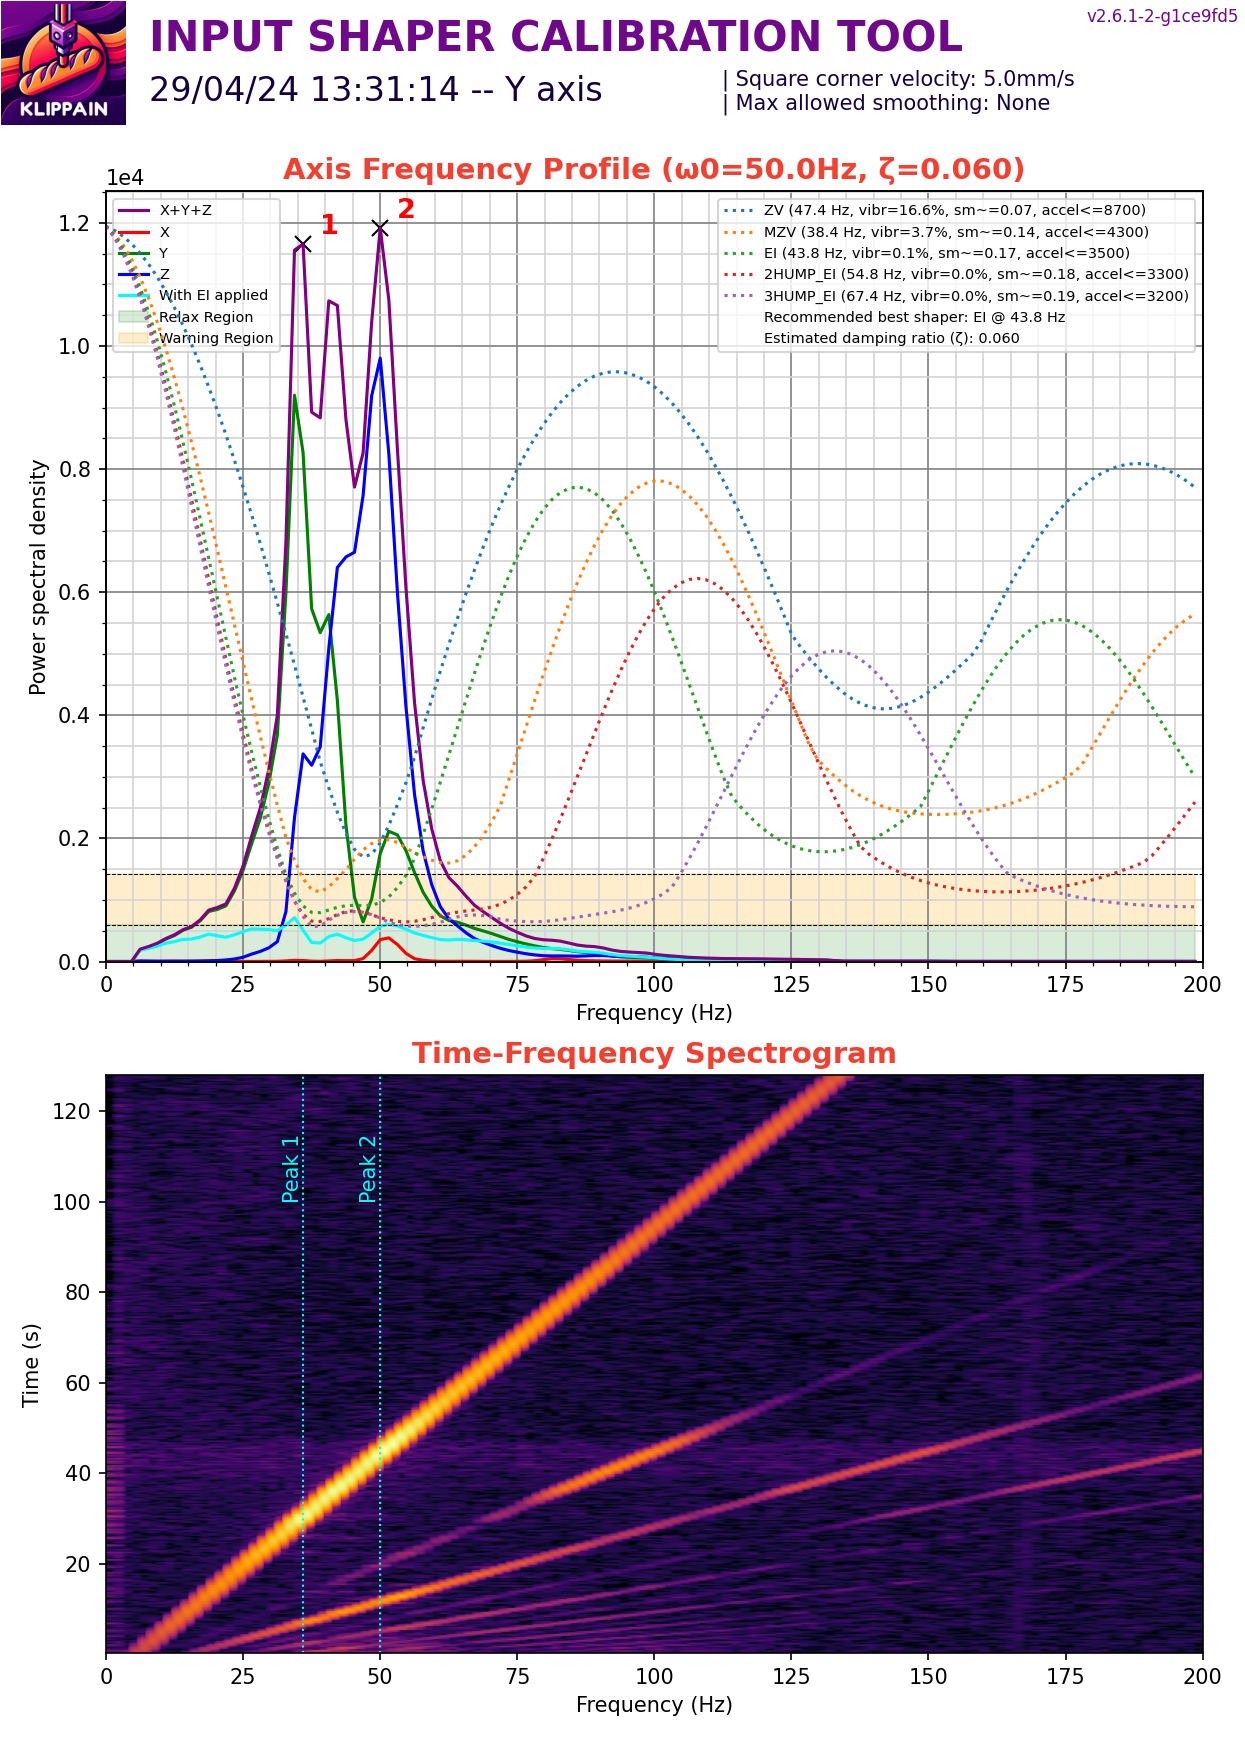 KLIPPAIN
INPUT SHAPER CALIBRATION TOOL
v2.6.1-2-g1ce9fd5
29/04/24 13:31:14 -- Y axis
| Square corner velocity: 5.0mm/s
| Max allowed smoothing: None
Axis Frequency Profile (ω0=50.0Hz, ζ=0.060)
1e4
X+Y+Z
X
Y
Z
With EI applied
Relax Region
Warning Region
1
2
ZV (47.4 Hz, vibr=16.6%, sm~=0.07, accel<=8700)
MZV (38.4 Hz, vibr=3.7%, sm~=0.14, accel<=4300)
EI (43.8 Hz, vibr=0.1%, sm~=0.17, accel<=3500)
2HUMP_EI (54.8 Hz, vibr=0.0%, sm~=0.18, accel<=3300)
3HUMP_EI (67.4 Hz, vibr=0.0%, sm~=0.19, accel<=3200)
Recommended best shaper: EI @ 43.8 Hz
Estimated damping ratio (ζ): 0.060
Power spectral density
1.2
1.0
0.8
0.6
0.4
0.2
0.0
0 25 50 75 100 125 150 175 200
Frequency (Hz)
Time-Frequency Spectrogram
Time (s)
120
100
80
60
40
20
Peak 1
Peak 2
0 25 50 75 100 125 150 175 200
Frequency (Hz)